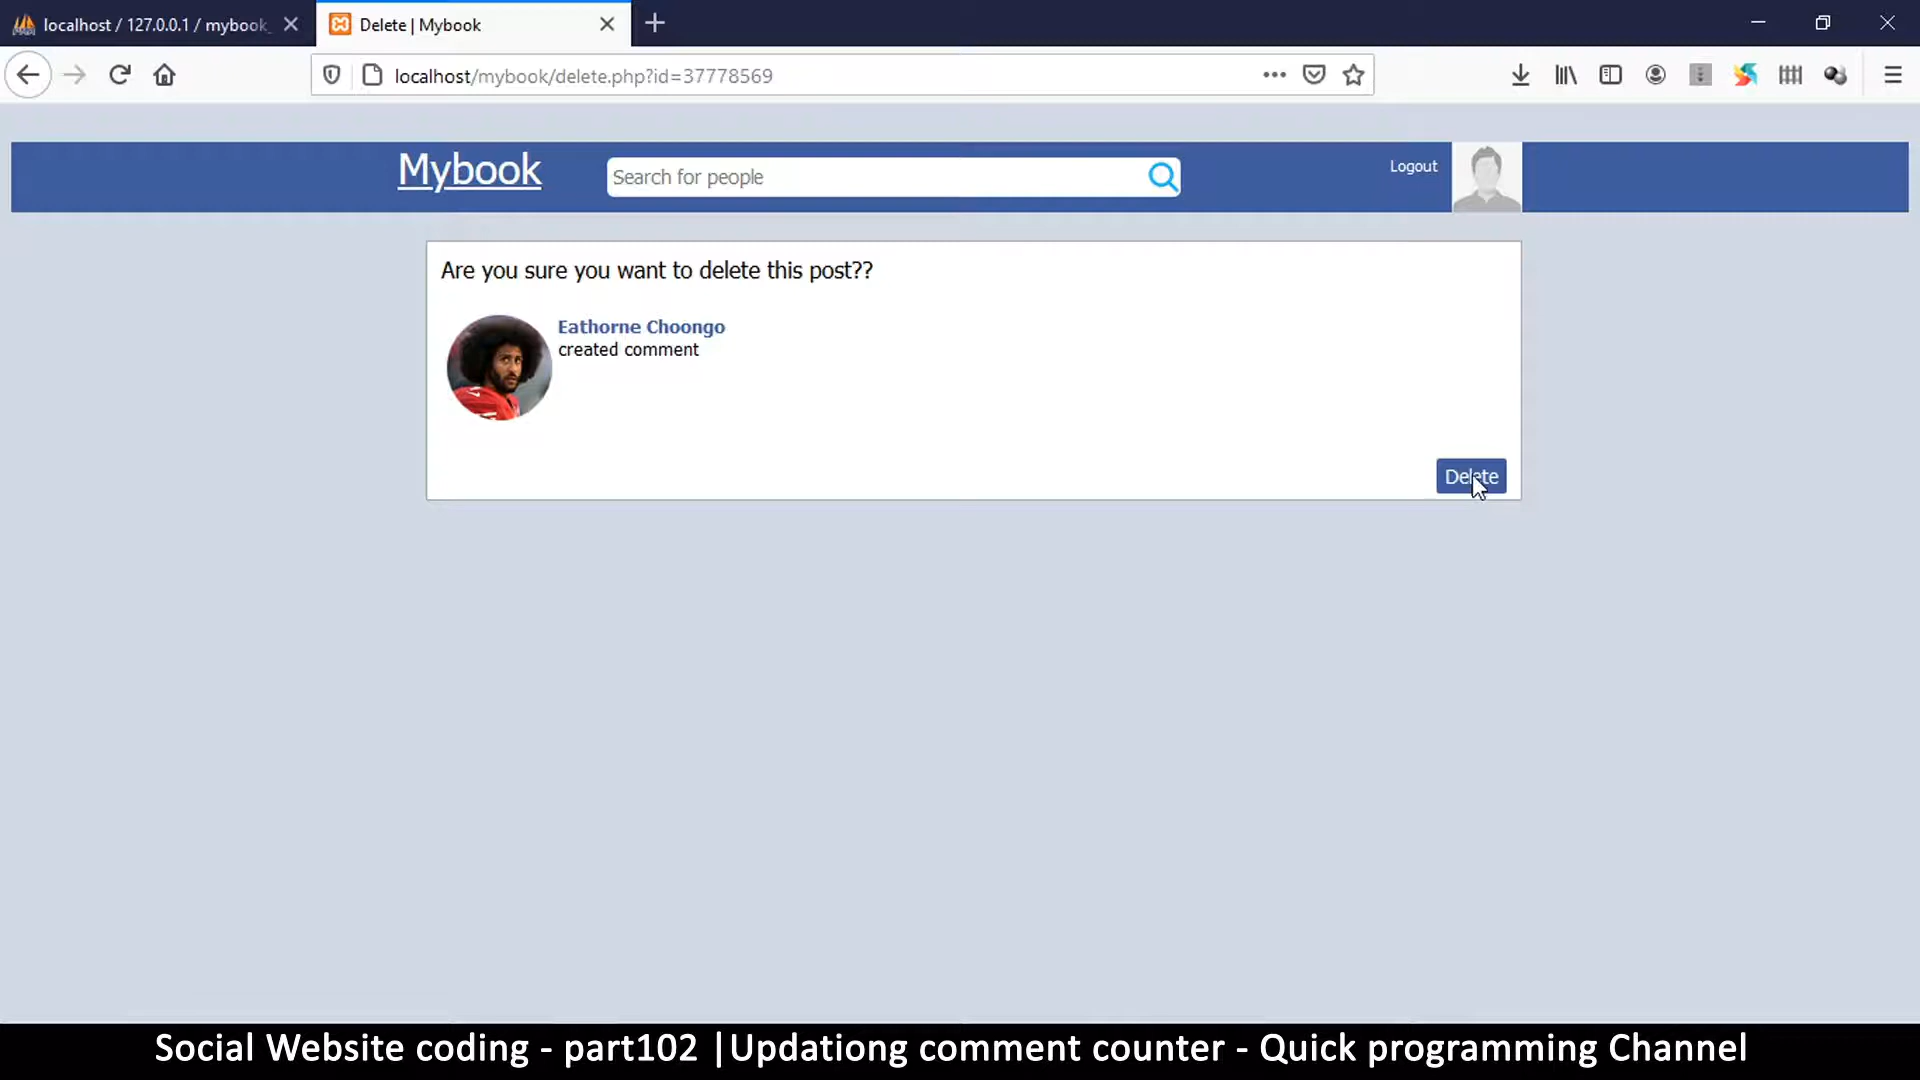 localhost / 127.0.0.1 / mybook_
Delete | Mybook
localhost/mybook/delete.php?id=37778569
Mybook
Search for people
Logout
Are you sure you want to delete this post??
Eathorne Choongo
created comment
Delete
Social Website coding - part102 |Updationg comment counter - Quick programming Channel